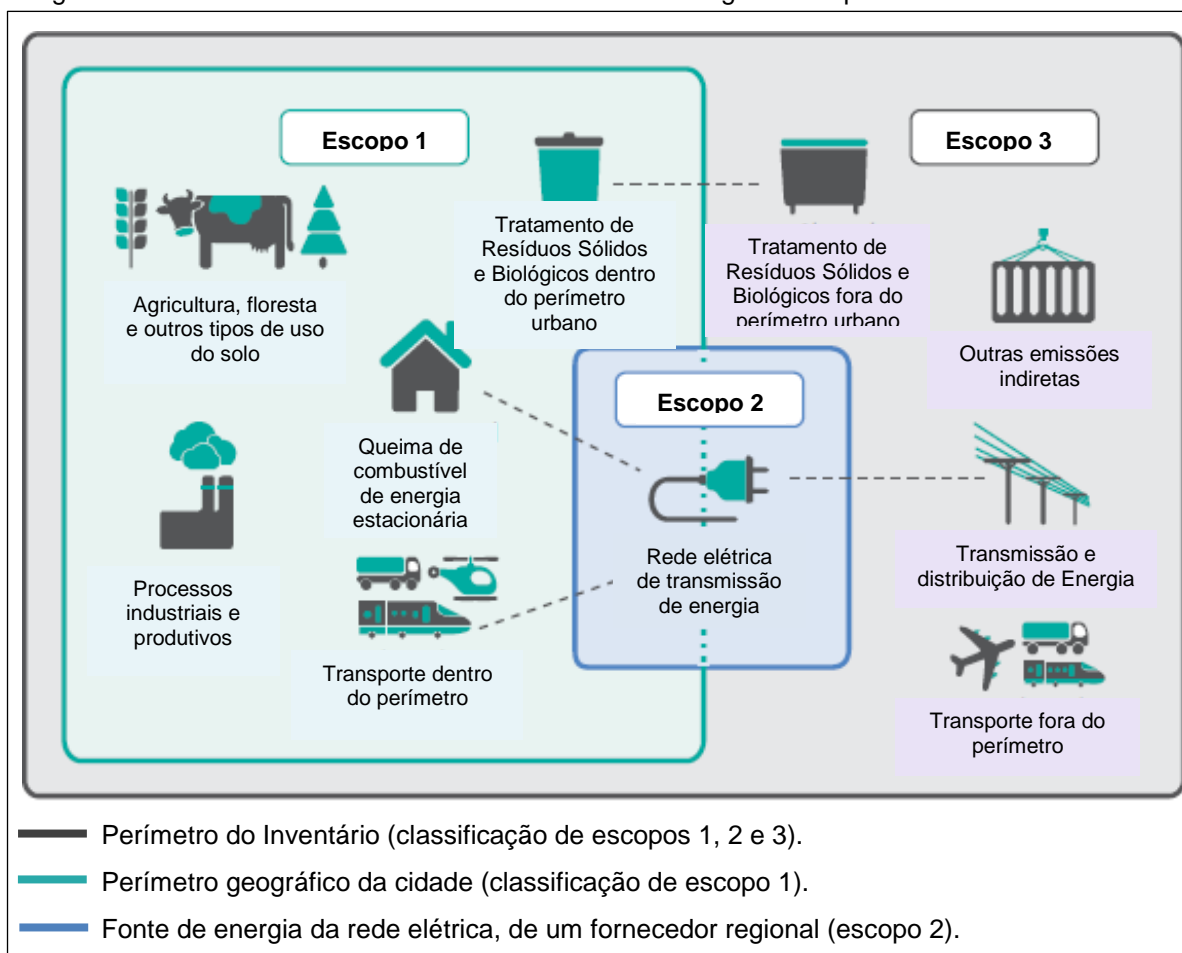 Escopo 1
Escopo 3
Agricultura, floresta
e outros tipos de uso
do solo
Tratamento de
Resíduos Sólidos
e Biológicos dentro
do perímetro
urbano
Tratamento de
Resíduos Sólidos e
Biológicos fora do
perímetro urbano
Outras emissões
indiretas
Escopo 2
Queima de
combustível
de energia
estacionária
Rede elétrica
de transmissão
de energia
Transmissão e
distribuição de Energia
Processos
industriais e
produtivos
Transporte dentro
do perímetro
Transporte fora do
perímetro
Perímetro do Inventário (classificação de escopos 1, 2 e 3).
Perímetro geográfico da cidade (classificação de escopo 1).
Fonte de energia da rede elétrica, de um fornecedor regional (escopo 2).